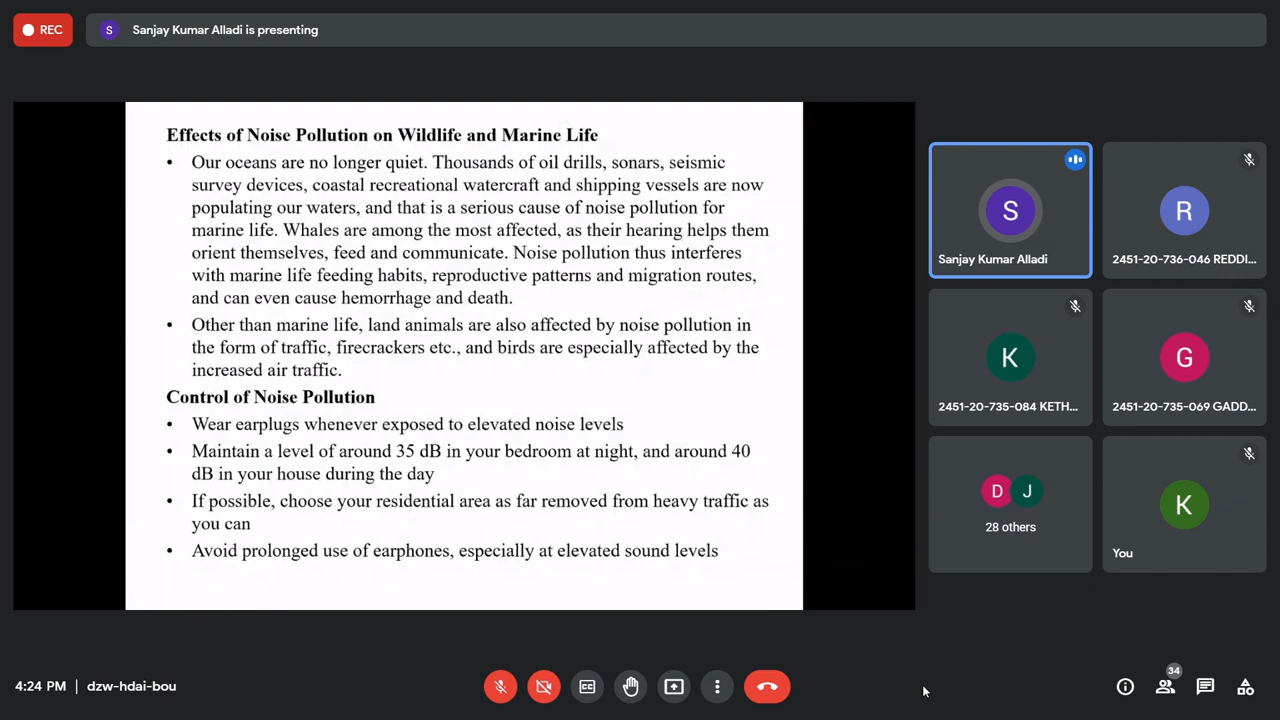 REC
S
Sanjay Kumar Alladi is presenting
Effects of Noise Pollution on Wildlife and Marine Life
• Our oceans are no longer quiet. Thousands of oil drills, sonars, seismic
survey devices, coastal recreational watercraft and shipping vessels are now
populating our waters, and that is a serious cause of noise pollution for
marine life. Whales are among the most affected, as their hearing helps them
orient themselves, feed and communicate. Noise pollution thus interferes
with marine life feeding habits, reproductive patterns and migration routes,
and can even cause hemorrhage and death.
• Other than marine life, land animals are also affected by noise pollution in
the form of traffic, firecrackers etc., and birds are especially affected by the
increased air traffic.
Control of Noise Pollution
• Wear earplugs whenever exposed to elevated noise levels
• Maintain a level of around 35 dB in your bedroom at night, and around 40
dB in your house during the day
• If possible, choose your residential area as far removed from heavy traffic as
you can
• Avoid prolonged use of earphones, especially at elevated sound levels
S
Sanjay Kumar Alladi
R
2451-20-736-046 REDDI...
K
2451-20-735-084 KETH...
G
2451-20-735-069 GADD...
D J
28 others
K
You
4:24 PM | dzw-hdai-bou
34